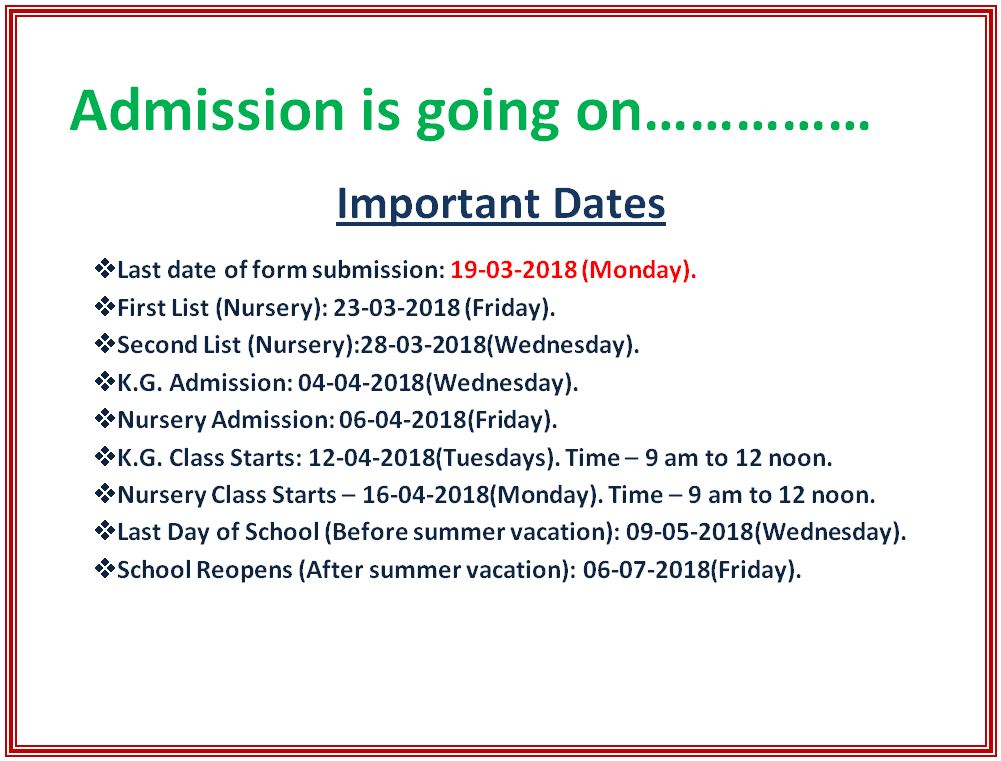 Admission is going on……………
Important Dates
❖Last date of form submission: 19-03-2018 (Monday).
❖First List (Nursery): 23-03-2018 (Friday).
❖Second List (Nursery):28-03-2018(Wednesday).
❖K.G. Admission: 04-04-2018(Wednesday).
❖Nursery Admission: 06-04-2018(Friday).
❖K.G. Class Starts: 12-04-2018(Tuesdays). Time – 9 am to 12 noon.
❖Nursery Class Starts – 16-04-2018(Monday). Time – 9 am to 12 noon.
❖Last Day of School (Before summer vacation): 09-05-2018(Wednesday).
❖School Reopens (After summer vacation): 06-07-2018(Friday).